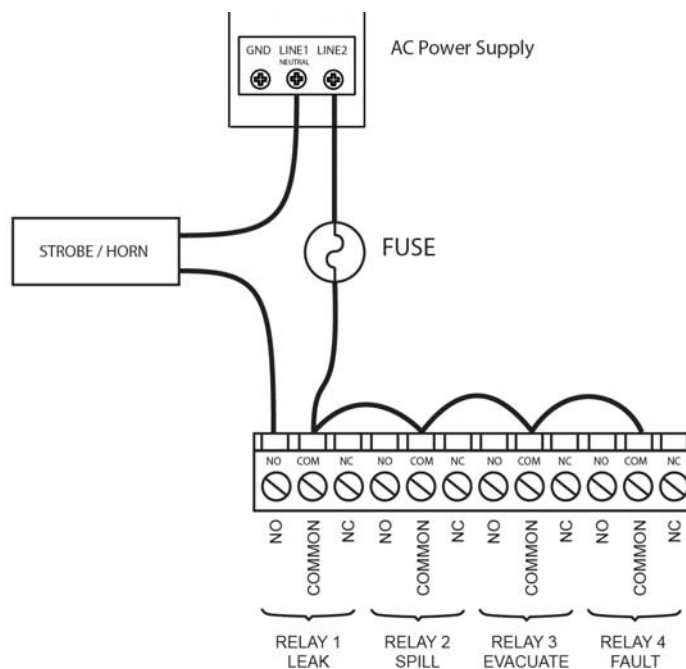 GND LINE1 LINE2
NEUTRAL
AC Power Supply
STROBE / HORN
FUSE
NO COM NC NO COM NC NO COM NC NO COM NC
NO COMMON NC NO COMMON NC NO COMMON NC NO COMMON NC
RELAY 1 RELAY 2 RELAY 3 RELAY 4
LEAK SPILL EVACUATE FAULT